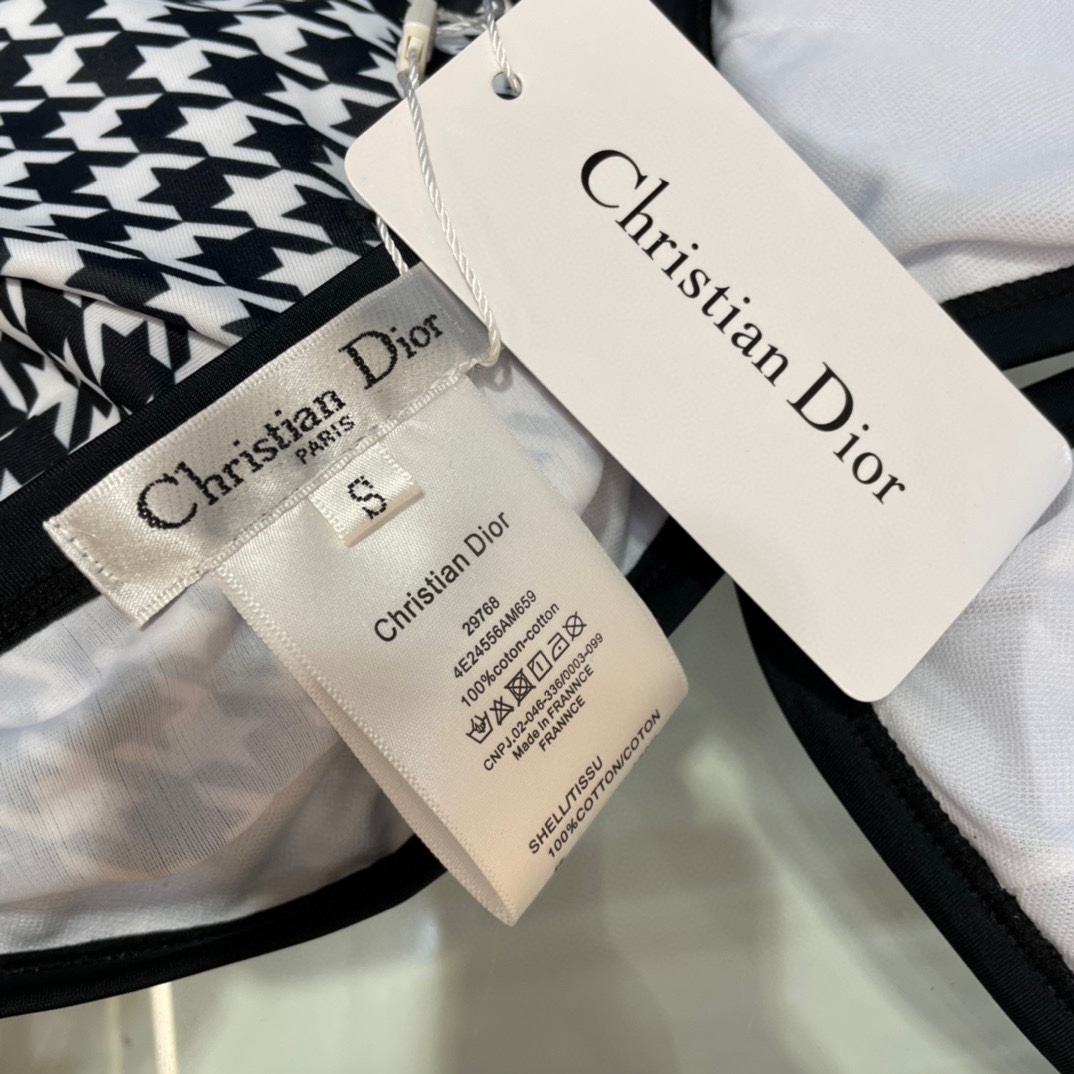 Christian Dior
Christian Dior
PARIS
S
Christian Dior
29768
4E24556AM659
100%coton-cotton
CNPJ.02-046-336/0003-099
Made In FRANNCE
FRANNCE
SHELL/TISSU
100%COTTON/COTON